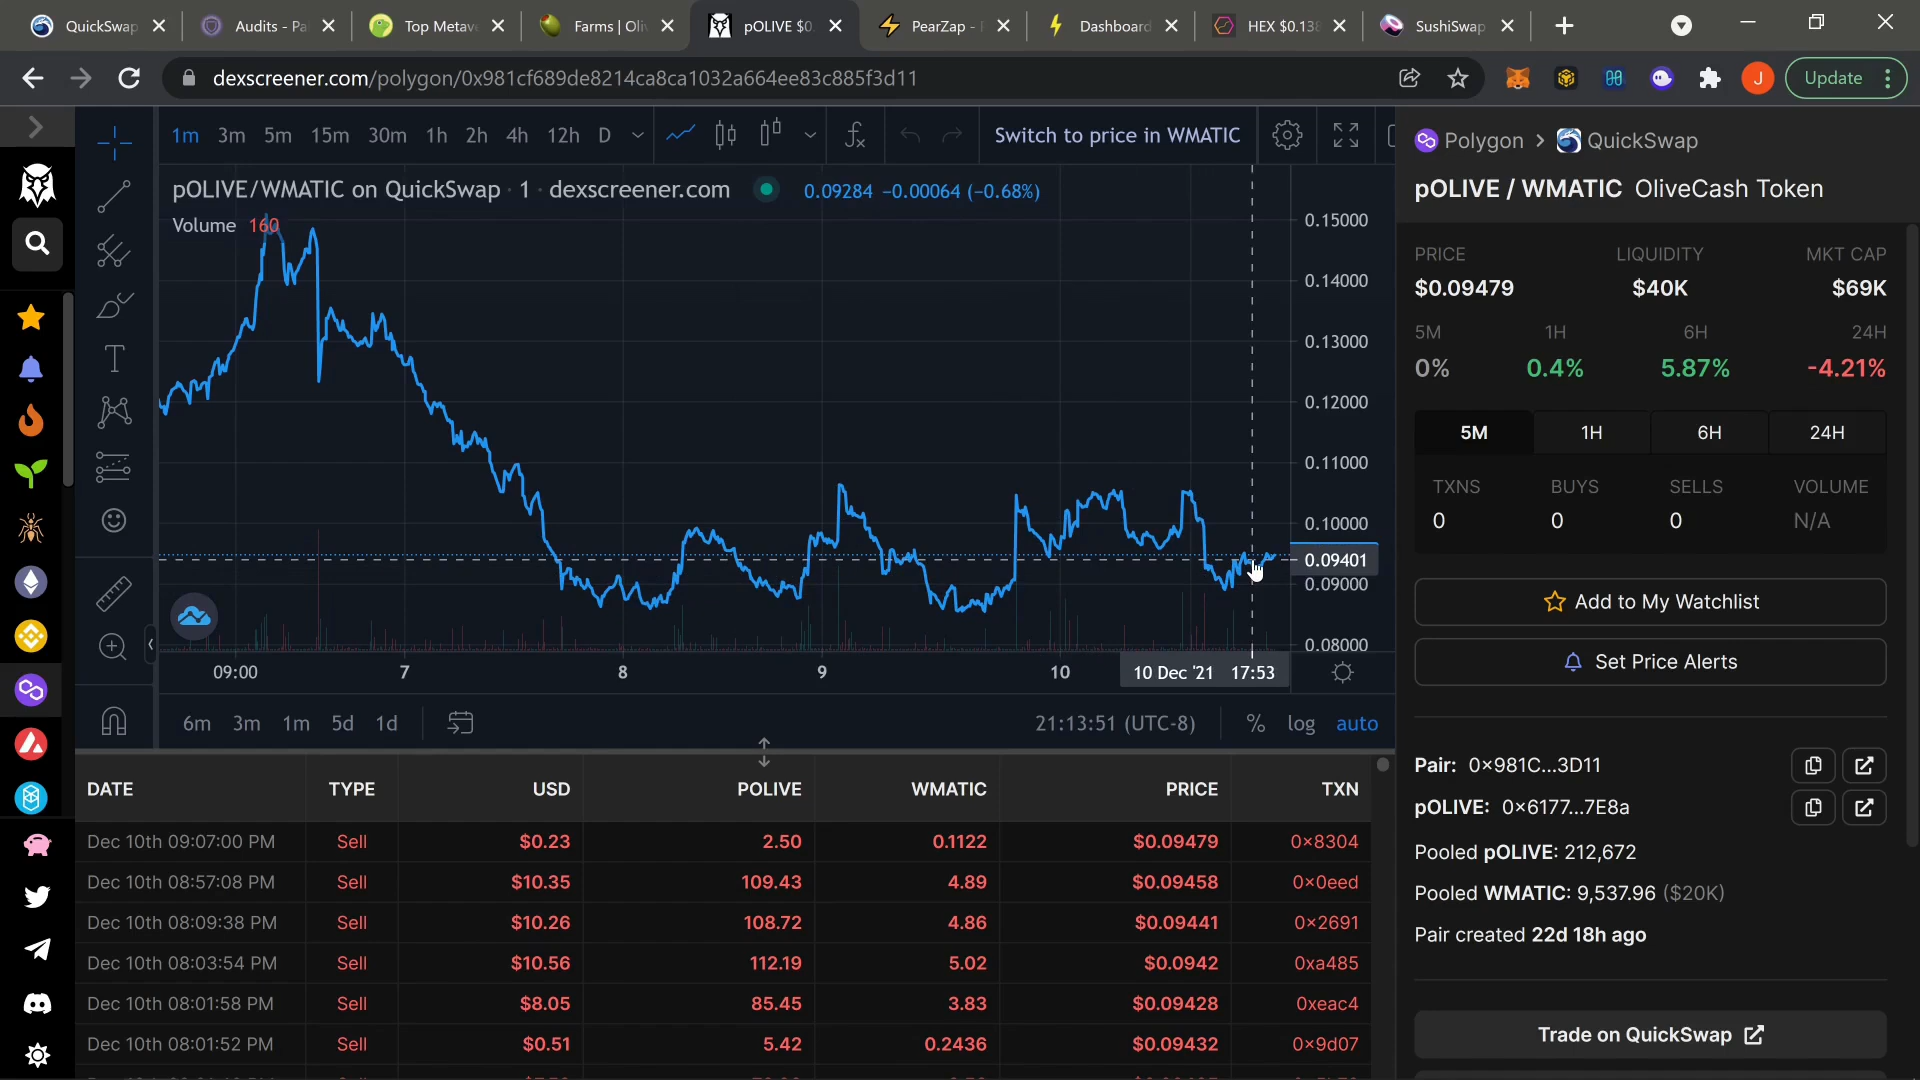 QuickSwap
Audits - Pa
Top Metave
Farms | Oliv
pOLIVE $0.
PearZap -
Dashboard
HEX $0.138
SushiSwap
dexscreener.com/polygon/0x981cf689de8214ca8ca1032a664ee83c885f3d11
J
Update
1m 3m 5m 15m 30m 1h 2h 4h 12h D
Switch to price in WMATIC
pOLIVE/WMATIC on QuickSwap · 1 · dexscreener.com
0.09284 −0.00064 (−0.68%)
Volume 160
0.15000
0.14000
0.13000
0.12000
0.11000
0.10000
0.09401
0.09000
0.08000
09:00 7 8 9 10
10 Dec '21 17:53
6m 3m 1m 5d 1d
21:13:51 (UTC-8)
% log auto
DATE TYPE USD POLIVE WMATIC PRICE TXN
Dec 10th 09:07:00 PM Sell $0.23 2.50 0.1122 $0.09479 0x8304
Dec 10th 08:57:08 PM Sell $10.35 109.43 4.89 $0.09458 0x0eed
Dec 10th 08:09:38 PM Sell $10.26 108.72 4.86 $0.09441 0x2691
Dec 10th 08:03:54 PM Sell $10.56 112.19 5.02 $0.0942 0xa485
Dec 10th 08:01:58 PM Sell $8.05 85.45 3.83 $0.09428 0xeac4
Dec 10th 08:01:52 PM Sell $0.51 5.42 0.2436 $0.09432 0x9d07
Polygon > QuickSwap
pOLIVE / WMATIC OliveCash Token
PRICE LIQUIDITY MKT CAP
$0.09479 $40K $69K
5M 1H 6H 24H
0% 0.4% 5.87% -4.21%
5M 1H 6H 24H
TXNS BUYS SELLS VOLUME
0 0 0 N/A
Add to My Watchlist
Set Price Alerts
Pair: 0x981C...3D11
pOLIVE: 0x6177...7E8a
Pooled pOLIVE: 212,672
Pooled WMATIC: 9,537.96 ($20K)
Pair created 22d 18h ago
Trade on QuickSwap